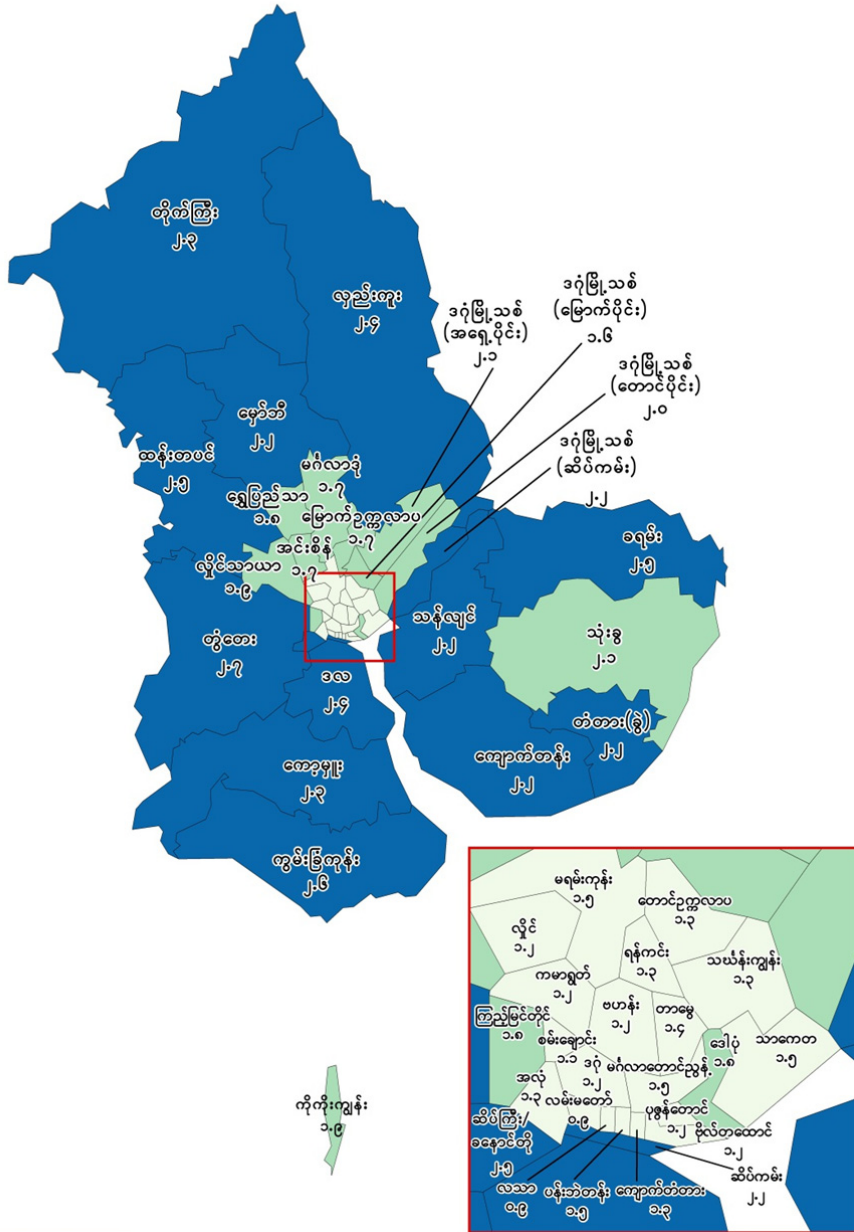 တိုက်ကြီး
၂.၃
လှည်းကူး
၂.၄
ဒဂုံမြို့သစ်
(အရှေ့ပိုင်း)
၂.၁
ဒဂုံမြို့သစ်
(မြောက်ပိုင်း)
၁.၆
ဒဂုံမြို့သစ်
(တောင်ပိုင်း)
၂.၀
ဒဂုံမြို့သစ်
(ဆိပ်ကမ်း)
၂.၂
မှော်ဘီ
၂.၂
ထန်းတပင်
၂.၅
မင်္ဂလာဒုံ
၁.၇
ရွှေပြည်သာ
၁.၈
မြောက်ဥက္ကလာပ
၁.၇
အင်းစိန်
၁.၇
လှိုင်သာယာ
၁.၉
ခရမ်း
၂.၅
သုံးခွ
၂.၁
သန်လျင်
၂.၂
တွံတေး
၂.၇
ဒလ
၂.၄
တံတား(ခွဲ)
၂.၂
ကျောက်တန်း
၂.၂
ကော့မှူး
၂.၃
ကွမ်းခြံကုန်း
၂.၆
ကိုကိုးကျွန်း
၁.၉
မရမ်းကုန်း
၁.၅
တောင်ဥက္ကလာပ
၁.၃
လှိုင်
၁.၂
ရန်ကင်း
၁.၃
သင်္ဃန်းကျွန်း
၁.၃
ကမာရွတ်
၁.၂
ဗဟန်း
၁.၂
တာမွေ
၁.၄
ကြည့်မြင်တိုင်
၁.၈
စမ်းချောင်း
၁.၁
ဒေါပုံ
၁.၈
သာကေတ
၁.၅
ဒဂုံ
၁.၂
မင်္ဂလာတောင်ညွန့်
၁.၅
အလုံ
၁.၃
လမ်းမတော်
၀.၉
ပုဇွန်တောင်
၁.၂
ဗိုလ်တထောင်
၁.၂
ဆိပ်ကြီး/
ခနောင်တို
၂.၅
ဆိပ်ကမ်း
၂.၂
လသာ
၀.၉
ပန်းဘဲတန်း
၁.၅
ကျောက်တံတား
၁.၃